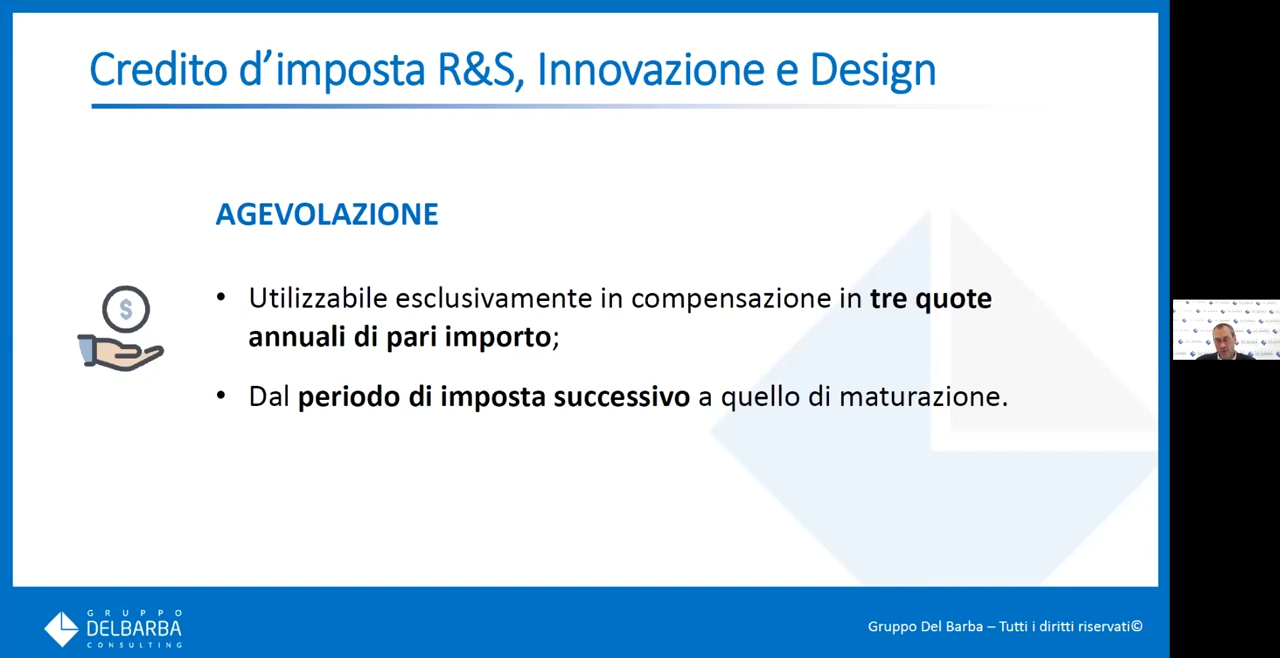 Credito d'imposta R&S, Innovazione e Design
AGEVOLAZIONE
$
• Utilizzabile esclusivamente in compensazione in tre quote
annuali di pari importo;
• Dal periodo di imposta successivo a quello di maturazione.
GRUPPO
DELBARBA
CONSULTING
Gruppo Del Barba – Tutti i diritti riservati©